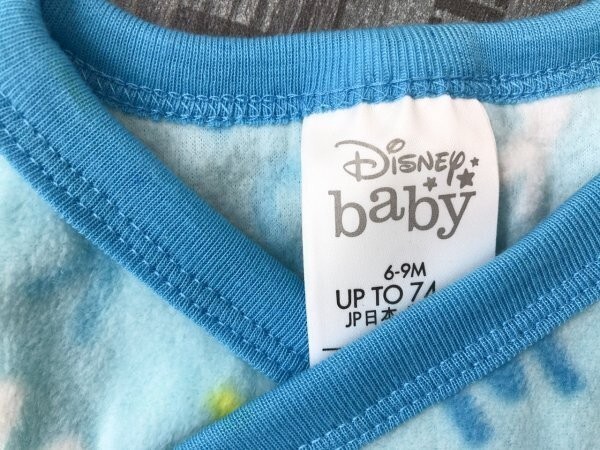 Disney
baby
6-9M
UP TO 74
JP日本